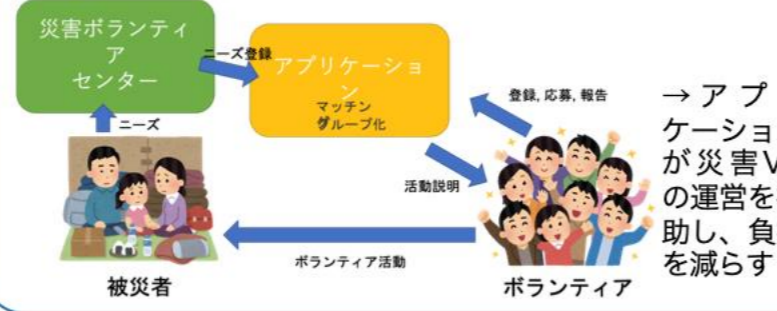 災害ボランティ
ア
センター
ニーズ登録
アプリケーショ
ン
マッチン
グループ化
登録, 応募, 報告
ニーズ
活動説明
ボランティア活動
被災者
ボランティア
→アプ
ケーショ
が災害V
の運営を
助し、負
を減らす